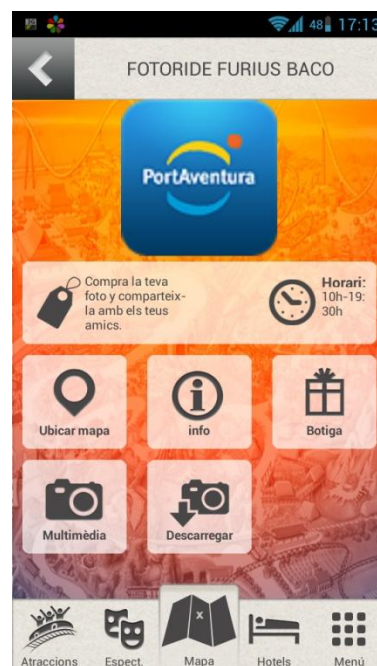 48 17:13
FOTORIDE FURIUS BACO
PortAventura
Compra la teva
foto y comparteix-
la amb els teus
amics.
Horari:
10h-19:
30h
Ubicar mapa
info
Botiga
Multimèdia
Descarregar
Atraccions Espect. Mapa Hotels Menú